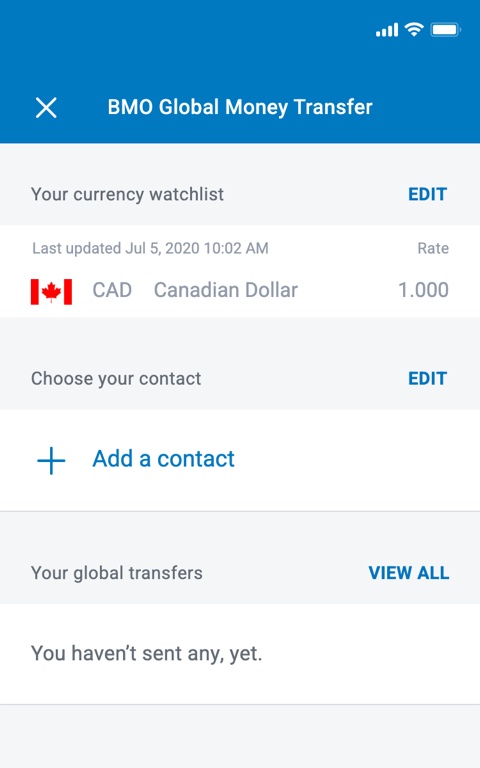 BMO Global Money Transfer
Your currency watchlist EDIT
Last updated Jul 5, 2020 10:02 AM Rate
CAD Canadian Dollar 1.000
Choose your contact EDIT
Add a contact
Your global transfers VIEW ALL
You haven’t sent any, yet.